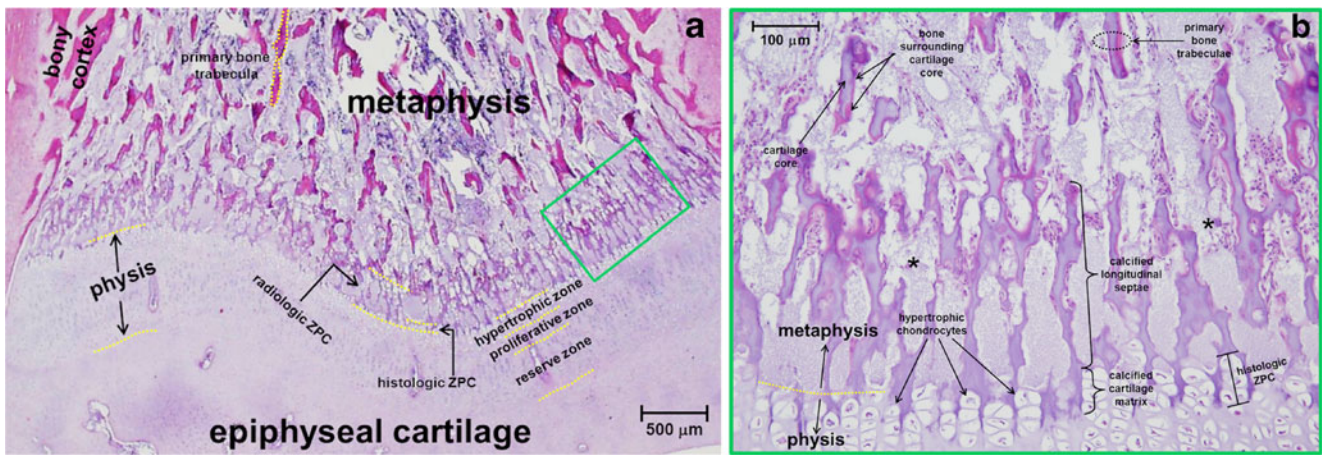 a
bony
cortex
primary bone
trabecula
metaphysis
physis
radiologic ZPC
histologic ZPC
hypertrophic zone
proliferative zone
reserve zone
500 μm
epiphyseal cartilage
b
100 μm
bone
surrounding
cartilage
core
primary
bone
trabeculae
cartilage
core
*
*
calcified
longitudinal
septae
metaphysis
hypertrophic
chondrocytes
calcified
cartilage
matrix
histologic
ZPC
physis